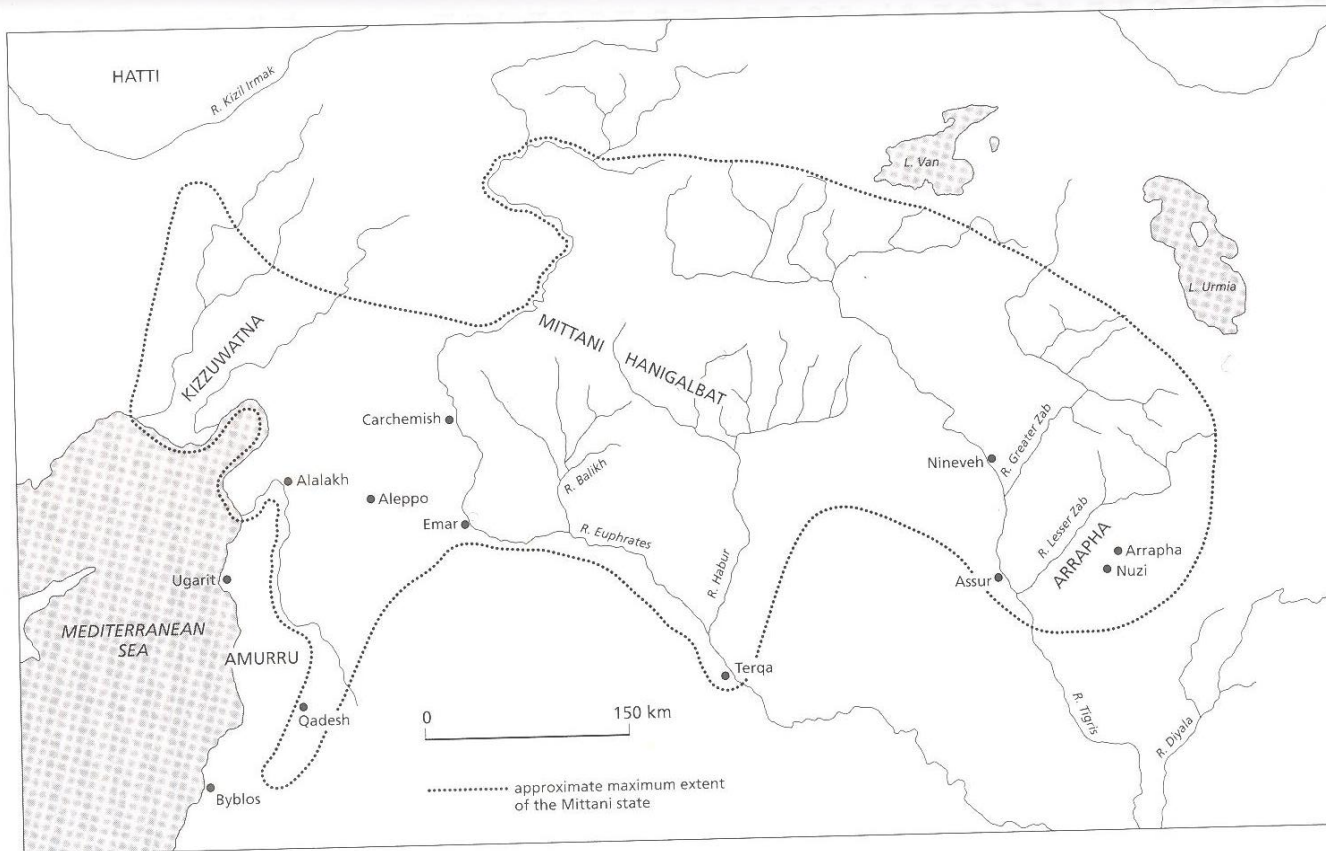 HATTI
R. Kizil Irmak
L. Van
L. Urmia
KIZZUWATNA
MITTANI
HANIGALBAT
Carchemish
Nineveh
R. Greater Zab
Alalakh
Aleppo
R. Balikh
Emar
R. Euphrates
R. Lesser Zab
ARRAPHA
Arrapha
Nuzi
Ugarit
R. Habur
Assur
MEDITERRANEAN
SEA
AMURRU
Terqa
Qadesh
0
150 km
R. Tigris
R. Diyala
Byblos
approximate maximum extent
of the Mittani state